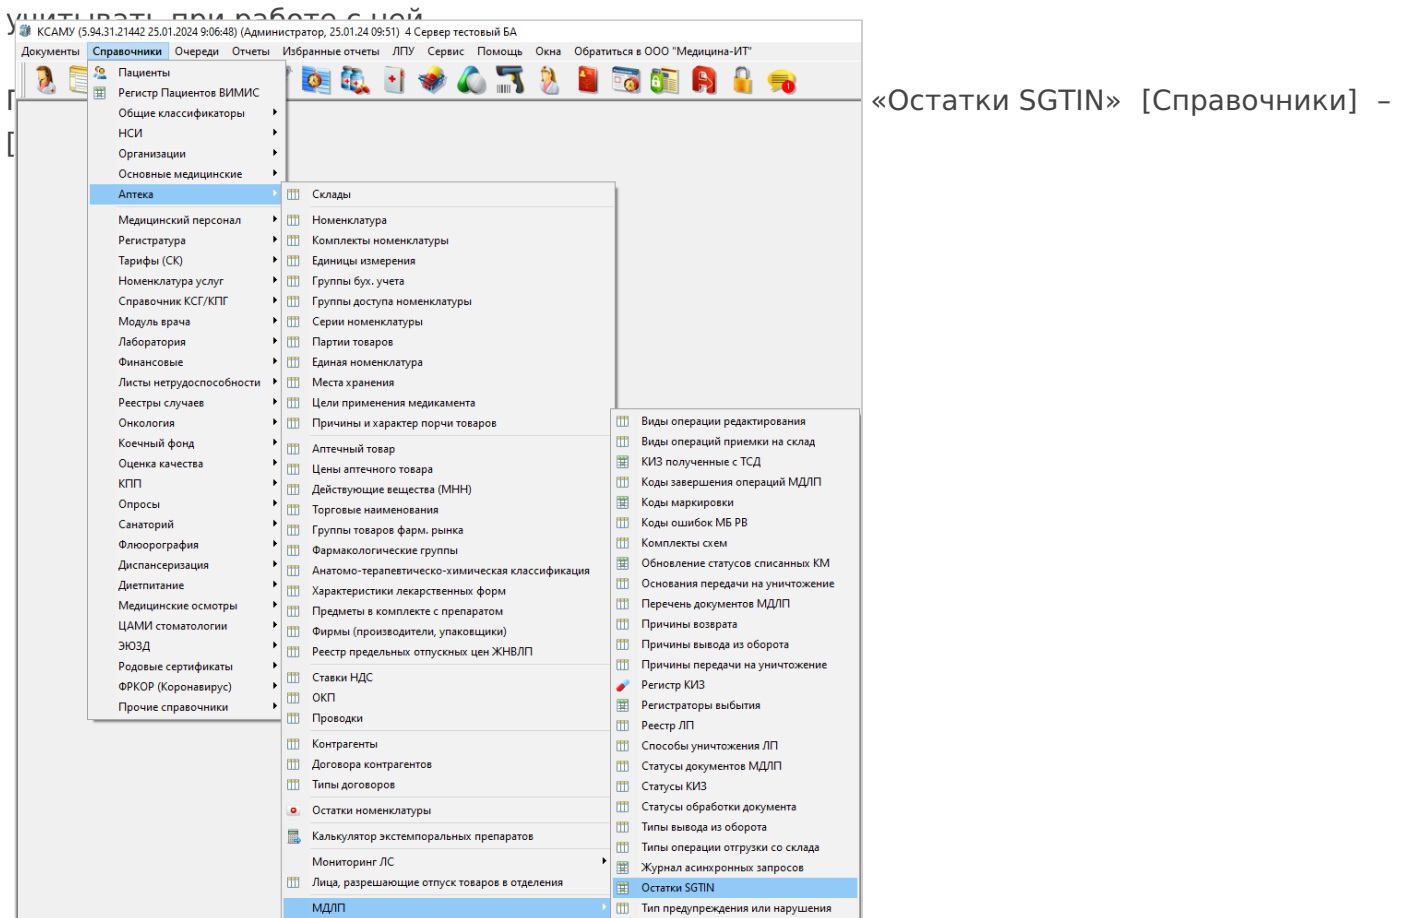 учитывать при работе с ней
КСАМУ (5.94.31.21442 25.01.2024 9:06:48) (Администратор, 25.01.24 09:51) 4 Сервер тестовый БА
Документы Справочники Очереди Отчеты Избранные отчеты ЛПУ Сервис Помощь Окна Обратиться в ООО "Медицина-ИТ"
«Остатки SGTIN» [Справочники] –
[
Пациенты
Регистр Пациентов ВИМИС
Общие классификаторы
НСИ
Организации
Основные медицинские
Аптека
Медицинский персонал
Регистратура
Тарифы (СК)
Номенклатура услуг
Справочник КСГ/КПГ
Модуль врача
Лаборатория
Финансовые
Листы нетрудоспособности
Реестры случаев
Онкология
Коечный фонд
Оценка качества
КПП
Опросы
Санаторий
Флюорография
Диспансеризация
Диетпитание
Медицинские осмотры
ЦАМИ стоматологии
ЭЮЗД
Родовые сертификаты
ФРКОР (Коронавирус)
Прочие справочники
Склады
Номенклатура
Комплекты номенклатуры
Единицы измерения
Группы бух. учета
Группы доступа номенклатуры
Серии номенклатуры
Партии товаров
Единая номенклатура
Места хранения
Цели применения медикамента
Причины и характер порчи товаров
Аптечный товар
Цены аптечного товара
Действующие вещества (МНН)
Торговые наименования
Группы товаров фарм. рынка
Фармакологические группы
Анатомо-терапевтическо-химическая классификация
Характеристики лекарственных форм
Предметы в комплекте с препаратом
Фирмы (производители, упаковщики)
Реестр предельных отпускных цен ЖНВЛП
Ставки НДС
ОКП
Проводки
Контрагенты
Договора контрагентов
Типы договоров
Остатки номенклатуры
Калькулятор экстемпоральных препаратов
Мониторинг ЛС
Лица, разрешающие отпуск товаров в отделения
МДЛП
Виды операции редактирования
Виды операций приемки на склад
КИЗ полученные с ТСД
Коды завершения операций МДЛП
Коды маркировки
Коды ошибок МБ РВ
Комплекты схем
Обновление статусов списанных КМ
Основания передачи на уничтожение
Перечень документов МДЛП
Причины возврата
Причины вывода из оборота
Причины передачи на уничтожение
Регистр КИЗ
Регистраторы выбытия
Реестр ЛП
Способы уничтожения ЛП
Статусы документов МДЛП
Статусы КИЗ
Статусы обработки документа
Типы вывода из оборота
Типы операции отгрузки со склада
Журнал асинхронных запросов
Остатки SGTIN
Тип предупреждения или нарушения